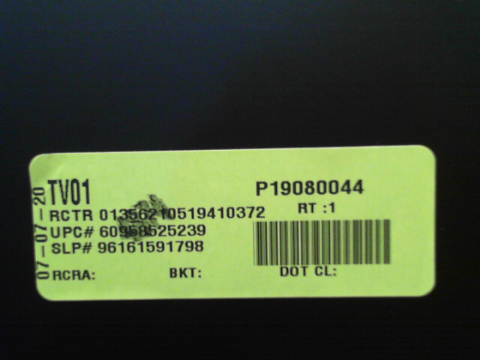 07-07-20
TV01
P19080044
RCTR 01356210519410372
RT :1
UPC# 60958525239
SLP# 96161591798
RCRA: BKT: DOT CL: